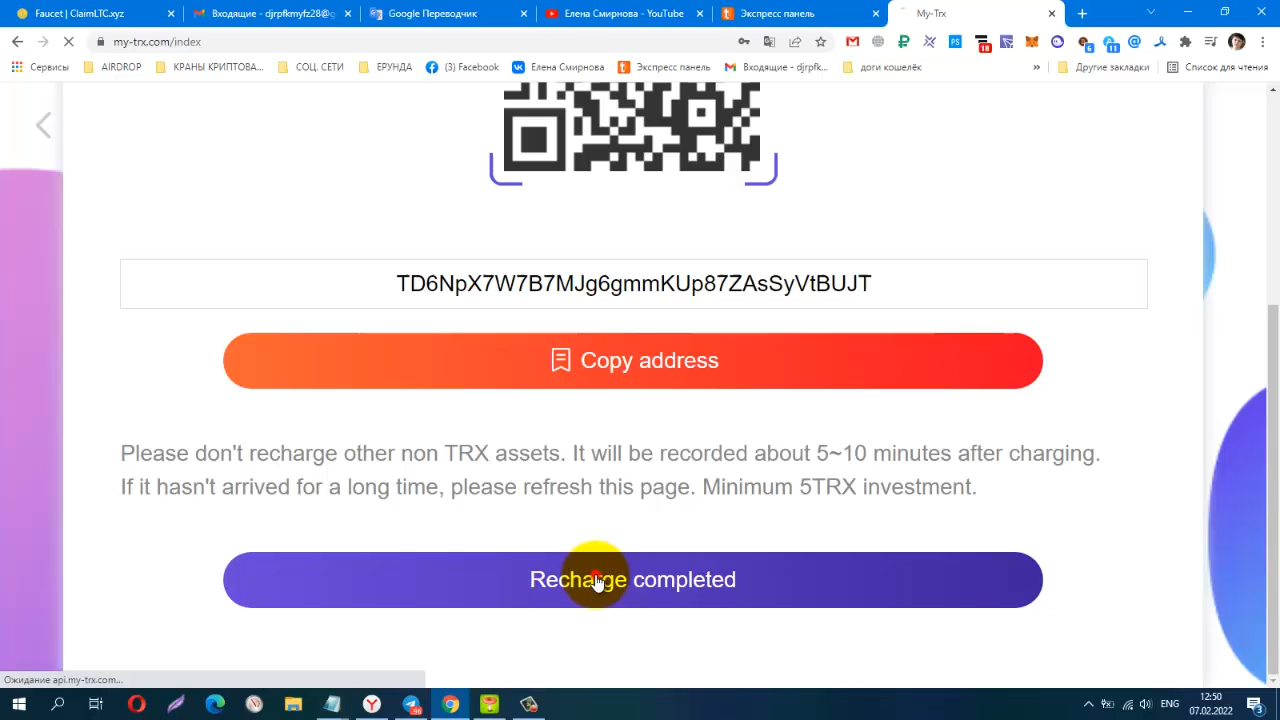 Faucet | ClaimLTC.xyz
Входящие - djrpfkmyfz28@g
Google Переводчик
Елена Смирнова - YouTube
Экспресс панель
My-Trx
my-trx.com/index
18
6
11
Сервисы
AIRDROP
КРАНЫ КРИПТОВА...
СОЦ. СЕТИ
ЕРУНДА
(3) Facebook
Елена Смирнова
Экспресс панель
Входящие - djrpfk...
доги кошелёк
»
Другие закладки
Список для чтения
TD6NpX7W7B7MJg6gmmKUp87ZAsSyVtBUJT
Copy address
Please don't recharge other non TRX assets. It will be recorded about 5~10 minutes after charging.
If it hasn't arrived for a long time, please refresh this page. Minimum 5TRX investment.
Recharge completed
Ожидание api.my-trx.com...
ENG
12:50
07.02.2022
3